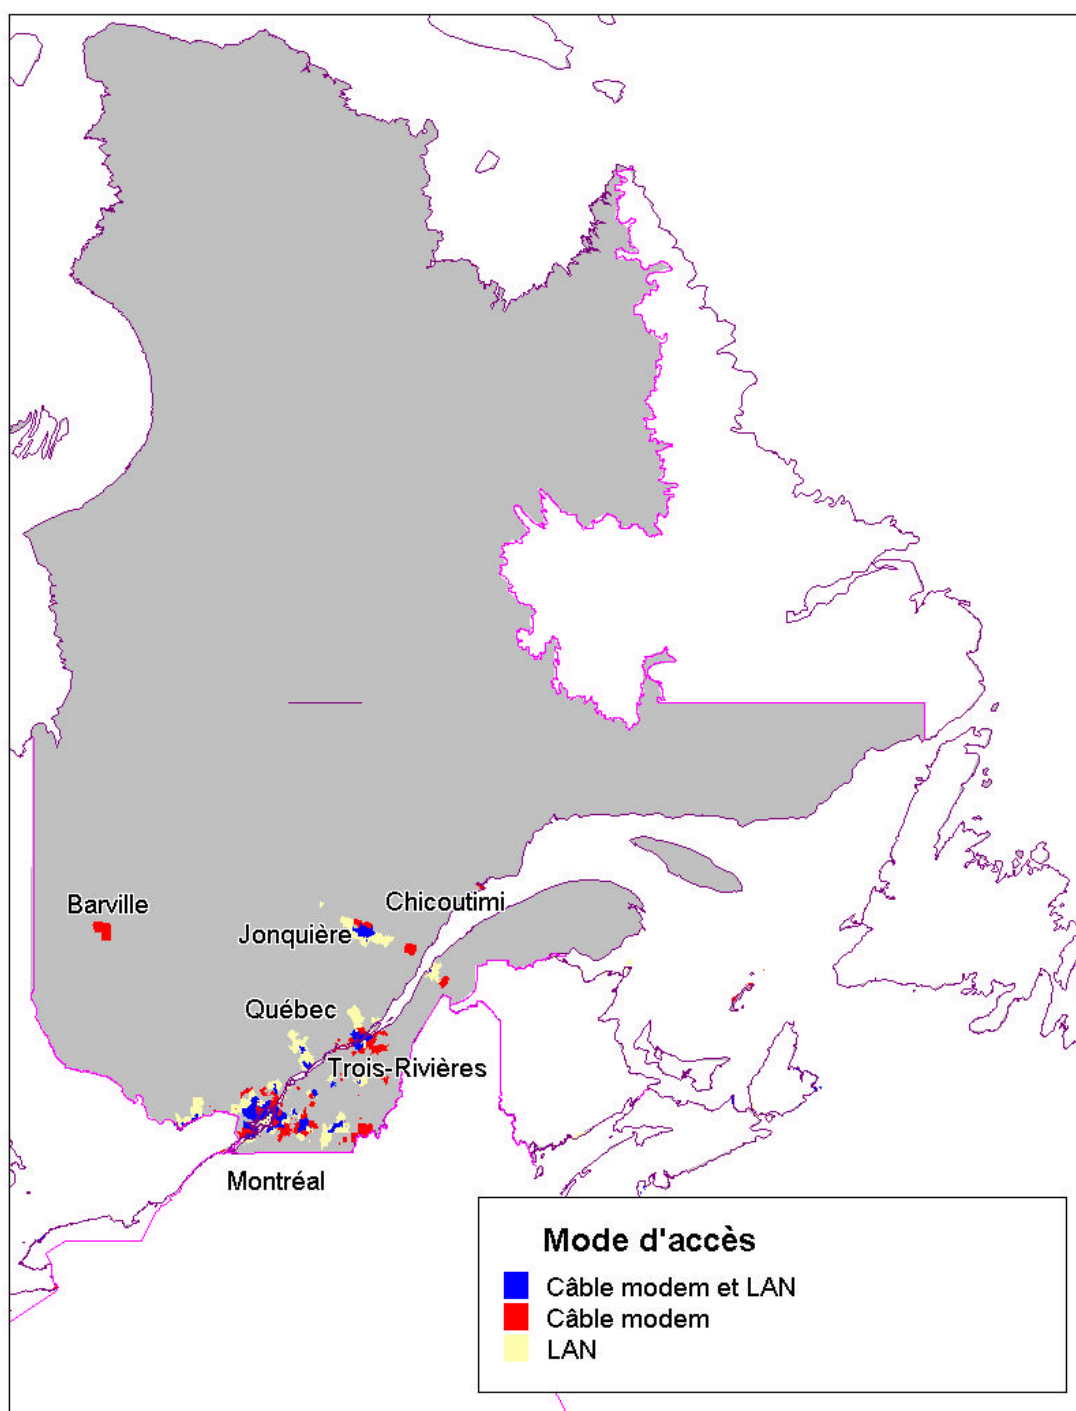 Barville
Chicoutimi
Jonquière
Québec
Trois-Rivières
Montréal
Mode d'accès
Câble modem et LAN
Câble modem
LAN